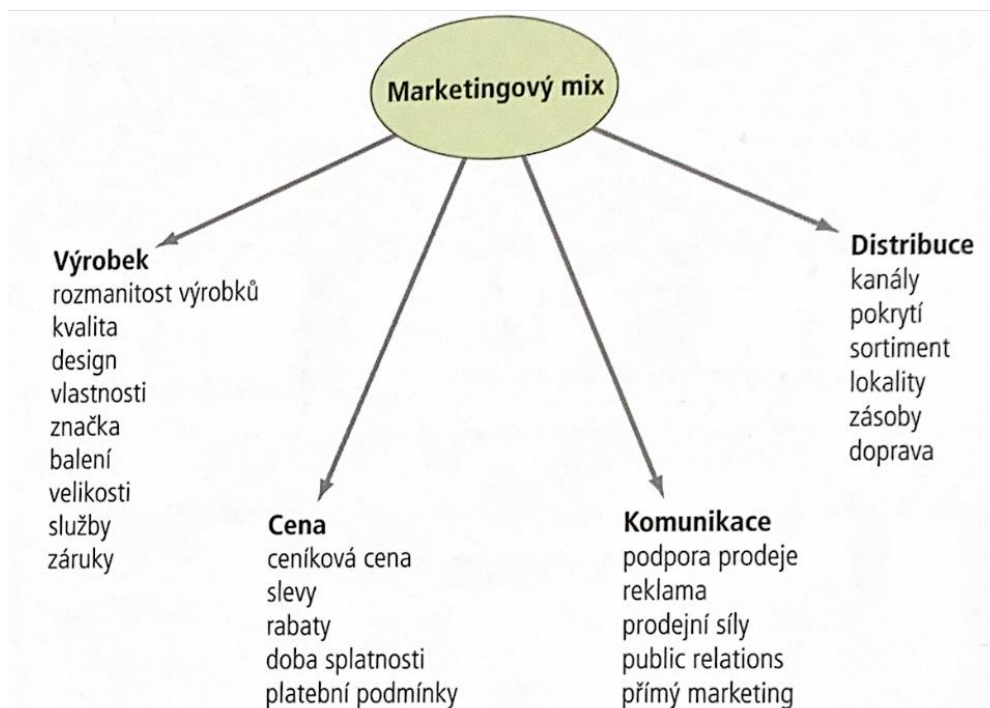 Marketingový mix
Výrobek
rozmanitost výrobků
kvalita
design
vlastnosti
značka
balení
velikosti
služby
záruky
Cena
ceníková cena
slevy
rabaty
doba splatnosti
platební podmínky
Komunikace
podpora prodeje
reklama
prodejní síly
public relations
přímý marketing
Distribuce
kanály
pokrytí
sortiment
lokality
zásoby
doprava